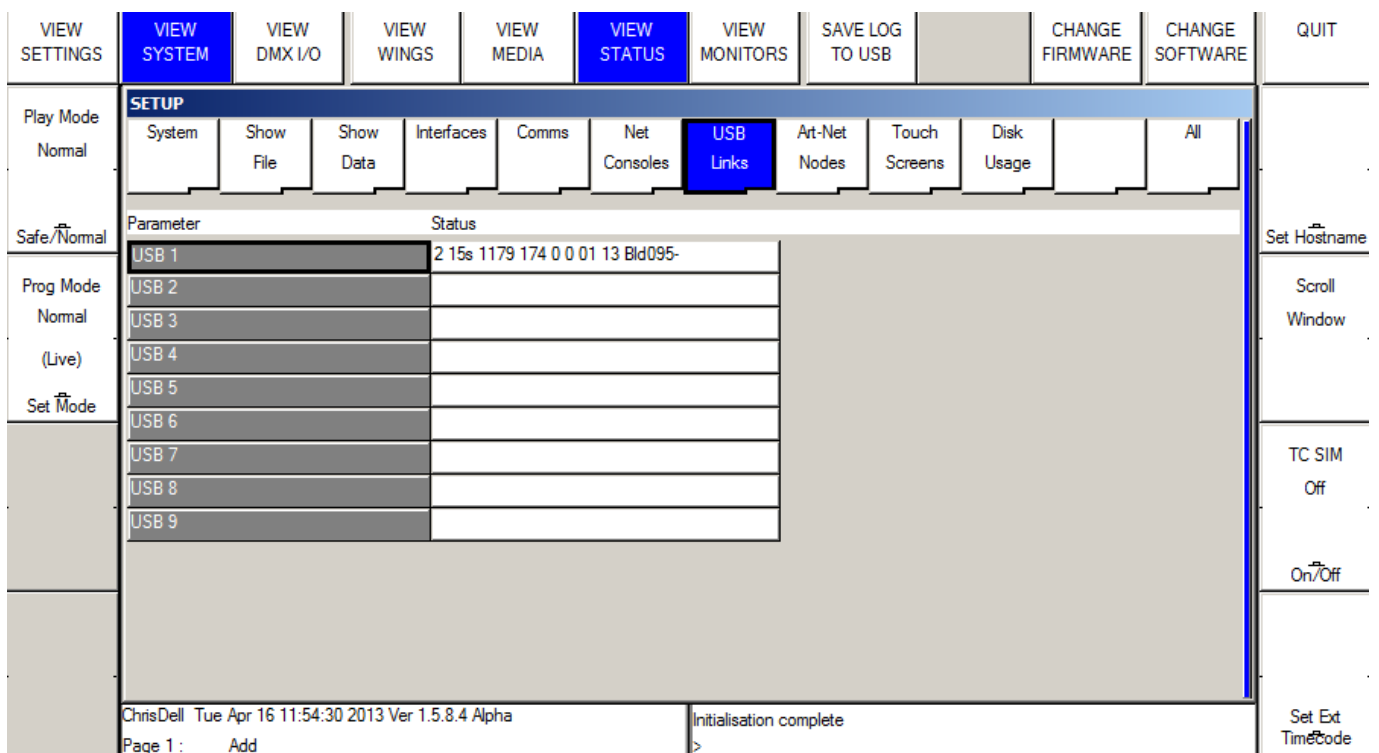 VIEW SETTINGS
VIEW SYSTEM
VIEW DMX I/O
VIEW WINGS
VIEW MEDIA
VIEW STATUS
VIEW MONITORS
SAVE LOG TO USB
CHANGE FIRMWARE
CHANGE SOFTWARE
QUIT
Play Mode
Normal
Safe/Normal
Prog Mode
Normal
(Live)
Set Mode
SETUP
System
Show File
Show Data
Interfaces
Comms
Net Consoles
USB Links
Art-Net Nodes
Touch Screens
Disk Usage
All
Parameter Status
USB 1 2 15s 1179 174 0 0 01 13 Bld095-
USB 2
USB 3
USB 4
USB 5
USB 6
USB 7
USB 8
USB 9
Set Hostname
Scroll
Window
TC SIM
Off
On/Off
Set Ext
Timecode
ChrisDell Tue Apr 16 11:54:30 2013 Ver 1.5.8.4 Alpha
Page 1 : Add
Initialisation complete
>